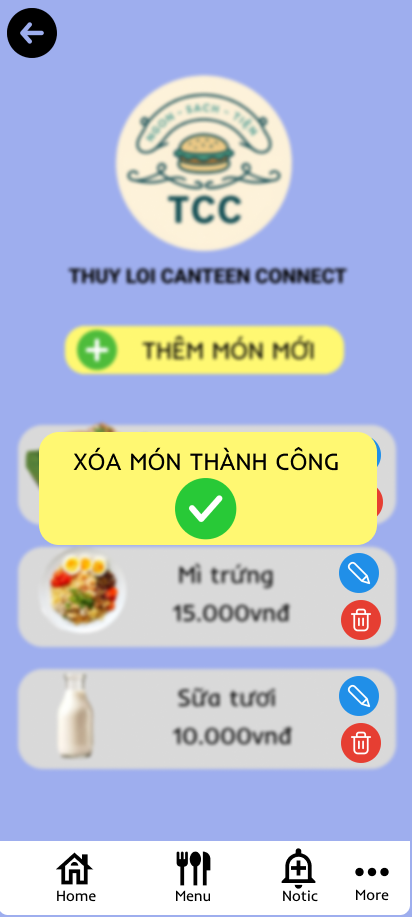 NGON - SẠCH - TIỆN
TCC
THUY LOI CANTEEN CONNECT
THÊM MÓN MỚI
XÓA MÓN THÀNH CÔNG
Mì trứng
15.000vnđ
Sữa tươi
10.000vnđ
Home
Menu
Notic
More